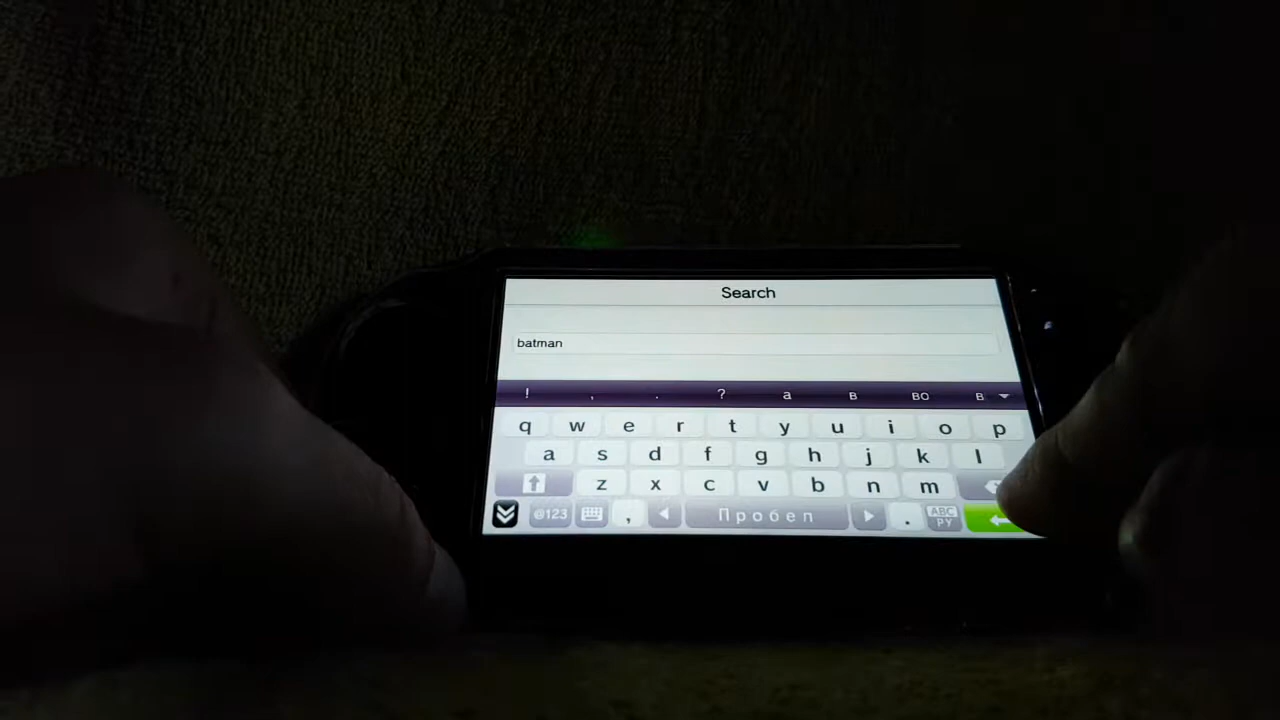 Search
batman
! , . ? а в во в
q w e r t y u i o p
a s d f g h j k l
z x c v b n m
@123 , Пробел . ABC
РУ